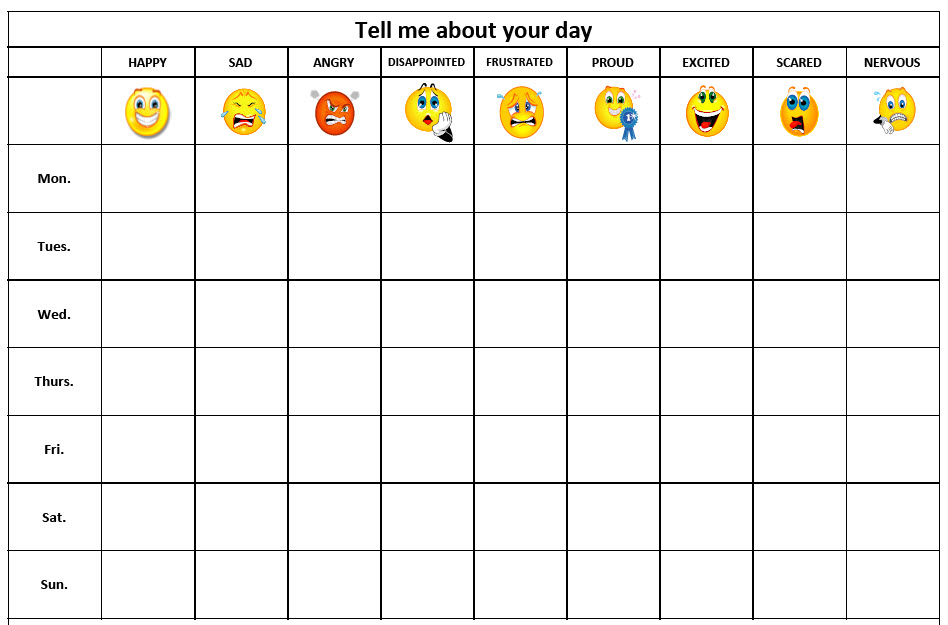 Tell me about your day
HAPPY SAD ANGRY DISAPPOINTED FRUSTRATED PROUD EXCITED SCARED NERVOUS
1
Mon.
Tues.
Wed.
Thurs.
Fri.
Sat.
Sun.